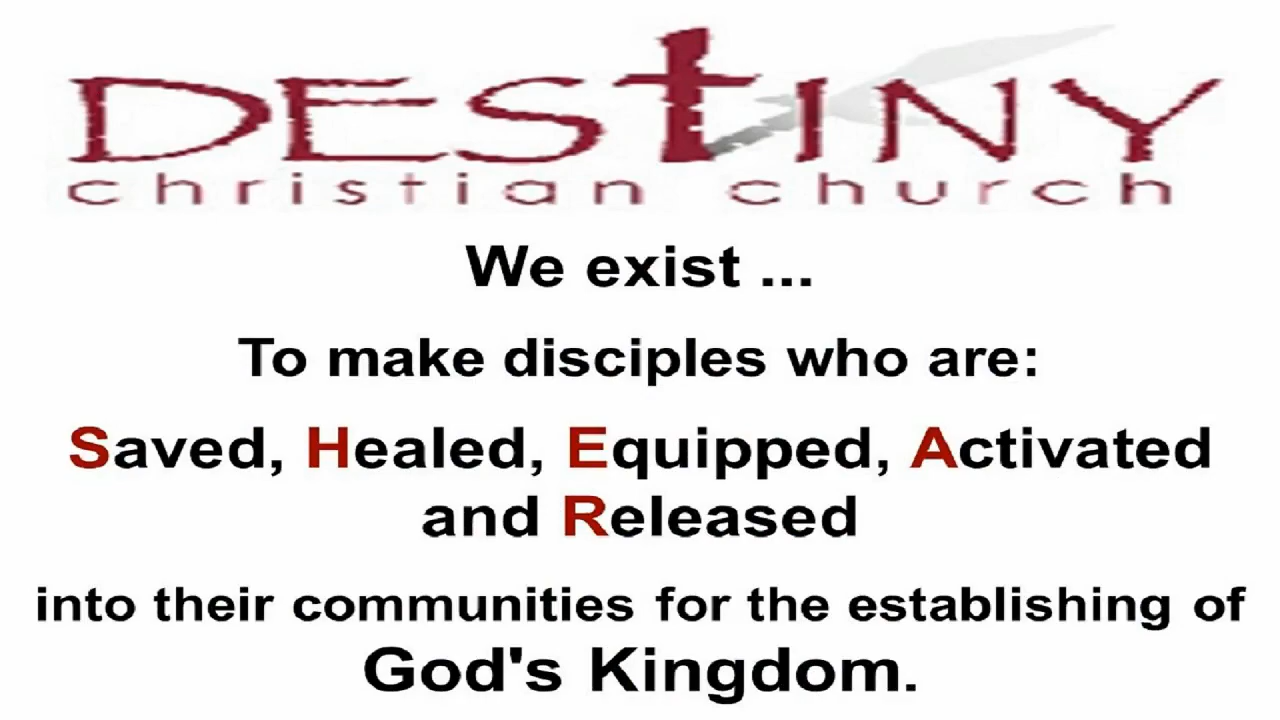 DEStINY
christian church
We exist ...
To make disciples who are:
Saved, Healed, Equipped, Activated
and Released
into their communities for the establishing of
God's Kingdom.